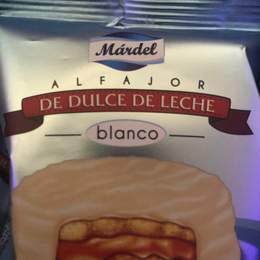 Márdel
ALFAJOR
DE DULCE DE LECHE
blanco